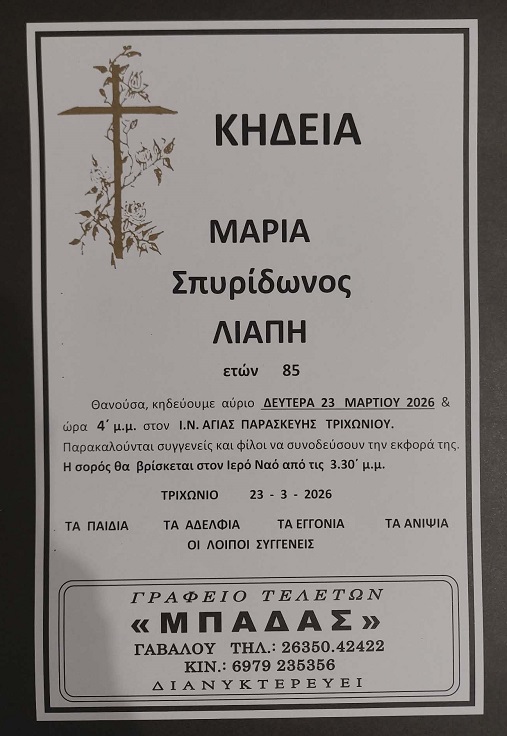 ΚΗΔΕΙΑ
ΜΑΡΙΑ
Σπυρίδωνος
ΛΙΑΠΗ
ετών 85
Θανούσα, κηδεύουμε αύριο ΔΕΥΤΕΡΑ 23 ΜΑΡΤΙΟΥ 2026 &
ώρα 4΄ μ.μ. στον Ι.Ν. ΑΓΙΑΣ ΠΑΡΑΣΚΕΥΗΣ ΤΡΙΧΩΝΙΟΥ.
Παρακαλούνται συγγενείς και φίλοι να συνοδεύσουν την εκφορά της.
Η σορός θα βρίσκεται στον Ιερό Ναό από τις 3.30΄ μ.μ.
ΤΡΙΧΩΝΙΟ 23 - 3 - 2026
ΤΑ ΠΑΙΔΙΑ ΤΑ ΑΔΕΛΦΙΑ ΤΑ ΕΓΓΟΝΙΑ ΤΑ ΑΝΙΨΙΑ
ΟΙ ΛΟΙΠΟΙ ΣΥΓΓΕΝΕΙΣ
ΓΡΑΦΕΙΟ ΤΕΛΕΤΩΝ
«ΜΠΑΔΑΣ»
ΓΑΒΑΛΟΥ ΤΗΛ.: 26350.42422
ΚΙΝ.: 6979 235356
ΔΙΑΝΥΚΤΕΡΕΥΕΙ